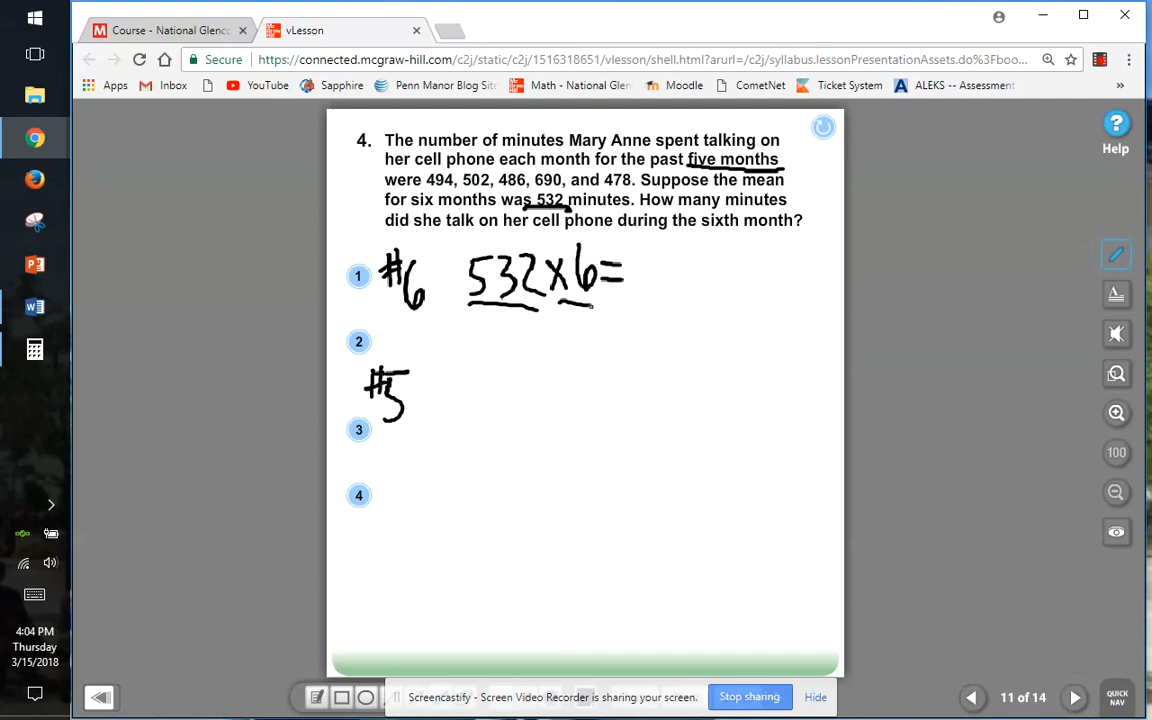 Course - National Glenc
vLesson
Secure
https://connected.mcgraw-hill.com/c2j/static/c2j/1516318651/vlesson/shell.html?arurl=/c2j/syllabus.lessonPresentationAssets.do%3Fboo...
Apps
Inbox
YouTube
Sapphire
Penn Manor Blog Site
Math - National Glen
Moodle
CometNet
Ticket System
ALEKS -- Assessment
»
4. The number of minutes Mary Anne spent talking on
her cell phone each month for the past five months
were 494, 502, 486, 690, and 478. Suppose the mean
for six months was 532 minutes. How many minutes
did she talk on her cell phone during the sixth month?
Help
1 #6 532×6=
2
#5
3
4
100
4:04 PM
Thursday
3/15/2018
Screencastify - Screen Video Recorder is sharing your screen.
Stop sharing
Hide
11 of 14
QUICK
NAV